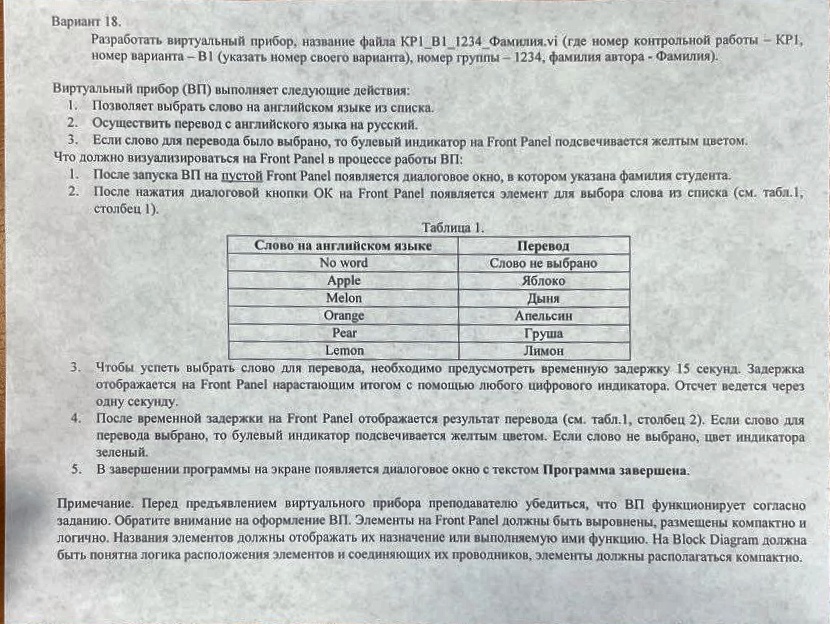 Вариант 18.
Разработать виртуальный прибор, название файла КР1_В1_1234_Фамилия.vi (где номер контрольной работы – КР1,
номер варианта – В1 (указать номер своего варианта), номер группы – 1234, фамилия автора - Фамилия).
Виртуальный прибор (ВП) выполняет следующие действия:
1. Позволяет выбрать слово на английском языке из списка.
2. Осуществить перевод с английского языка на русский.
3. Если слово для перевода было выбрано, то булевый индикатор на Front Panel подсвечивается желтым цветом.
Что должно визуализироваться на Front Panel в процессе работы ВП:
1. После запуска ВП на пустой Front Panel появляется диалоговое окно, в котором указана фамилия студента.
2. После нажатия диалоговой кнопки ОК на Front Panel появляется элемент для выбора слова из списка (см. табл.1,
столбец 1).
Таблица 1.
Слово на английском языке Перевод
No word Слово не выбрано
Apple Яблоко
Melon Дыня
Orange Апельсин
Pear Груша
Lemon Лимон
3. Чтобы успеть выбрать слово для перевода, необходимо предусмотреть временную задержку 15 секунд. Задержка
отображается на Front Panel нарастающим итогом с помощью любого цифрового индикатора. Отсчет ведется через
одну секунду.
4. После временной задержки на Front Panel отображается результат перевода (см. табл.1, столбец 2). Если слово для
перевода выбрано, то булевый индикатор подсвечивается желтым цветом. Если слово не выбрано, цвет индикатора
зеленый.
5. В завершении программы на экране появляется диалоговое окно с текстом Программа завершена.
Примечание. Перед предъявлением виртуального прибора преподавателю убедиться, что ВП функционирует согласно
заданию. Обратите внимание на оформление ВП. Элементы на Front Panel должны быть выровнены, размещены компактно и
логично. Названия элементов должны отображать их назначение или выполняемую ими функцию. На Block Diagram должна
быть понятна логика расположения элементов и соединяющих их проводников, элементы должны располагаться компактно.